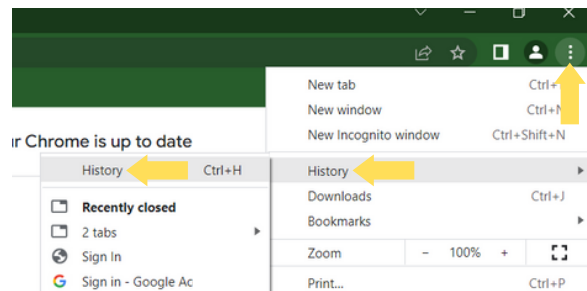 New tab Ctrl+
New window Ctrl+N
New Incognito window Ctrl+Shift+N
r Chrome is up to date
History Ctrl+H
History
Recently closed
Downloads Ctrl+J
2 tabs
Bookmarks
Sign In
Zoom - 100% +
Sign in - Google Ac
Print... Ctrl+P